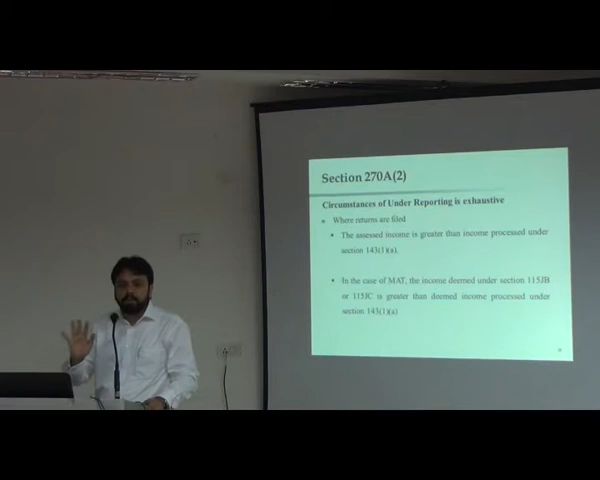 Section 270A(2)
Circumstances of Under Reporting is exhaustive
Where returns are filed
The assessed income is greater than income processed under
section 143(1)(a).
In the case of MAT, the income deemed under section 115JB
or 115JC is greater than deemed income processed under
section 143(1)(a)